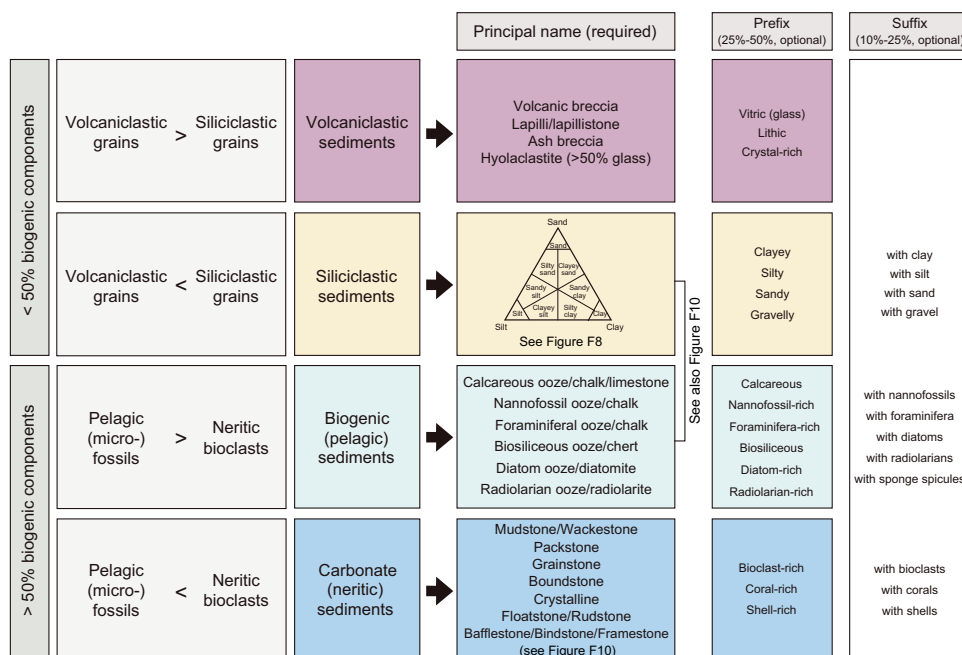 Principal name (required)
Prefix
(25%-50%, optional)
Suffix
(10%-25%, optional)
< 50% biogenic components
Volcaniclastic
grains
>
Siliciclastic
grains
Volcaniclastic
sediments
Volcanic breccia
Lapilli/lapillistone
Ash breccia
Hyolaclastite (>50% glass)
Vitric (glass)
Lithic
Crystal-rich
Volcaniclastic
grains
<
Siliciclastic
grains
Siliciclastic
sediments
Sand
Sand
Silty
sand
Clayey
sand
Sandy
silt
Sandy
clay
Silt
Clayey
silt
Silty
clay
Clay
Silt
Clay
See Figure F8
See also Figure F10
Clayey
Silty
Sandy
Gravelly
with clay
with silt
with sand
with gravel
> 50% biogenic components
Pelagic
(micro-)
fossils
>
Neritic
bioclasts
Biogenic
(pelagic)
sediments
Calcareous ooze/chalk/limestone
Nannofossil ooze/chalk
Foraminiferal ooze/chalk
Biosiliceous ooze/chert
Diatom ooze/diatomite
Radiolarian ooze/radiolarite
Calcareous
Nannofossil-rich
Foraminifera-rich
Biosiliceous
Diatom-rich
Radiolarian-rich
with nannofossils
with foraminifera
with diatoms
with radiolarians
with sponge spicules
Pelagic
(micro-)
fossils
<
Neritic
bioclasts
Carbonate
(neritic)
sediments
Mudstone/Wackestone
Packstone
Grainstone
Boundstone
Crystalline
Floatstone/Rudstone
Bafflestone/Bindstone/Framestone
(see Figure F10)
Bioclast-rich
Coral-rich
Shell-rich
with bioclasts
with corals
with shells